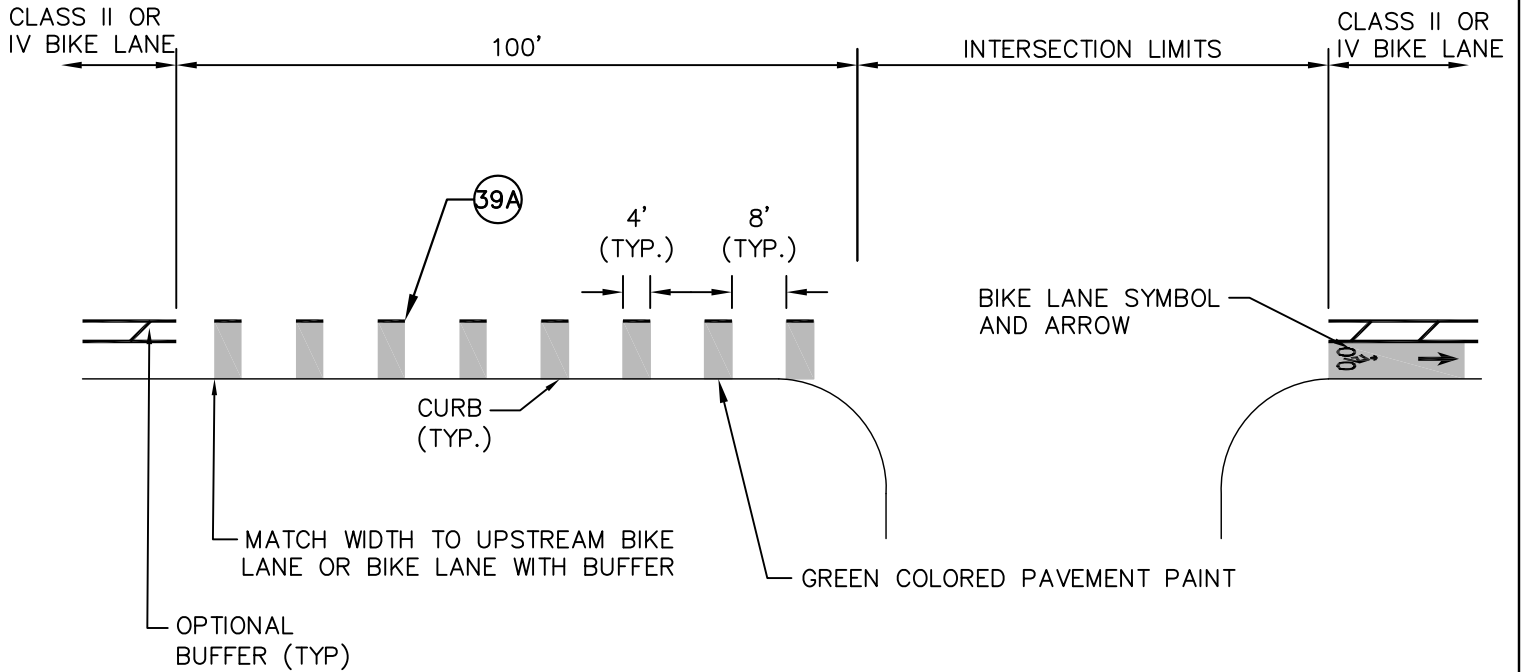 CLASS II OR
IV BIKE LANE
100'
INTERSECTION LIMITS
CLASS II OR
IV BIKE LANE
39A
4'
(TYP.)
8'
(TYP.)
BIKE LANE SYMBOL
AND ARROW
CURB
(TYP.)
MATCH WIDTH TO UPSTREAM BIKE
LANE OR BIKE LANE WITH BUFFER
GREEN COLORED PAVEMENT PAINT
OPTIONAL
BUFFER (TYP)